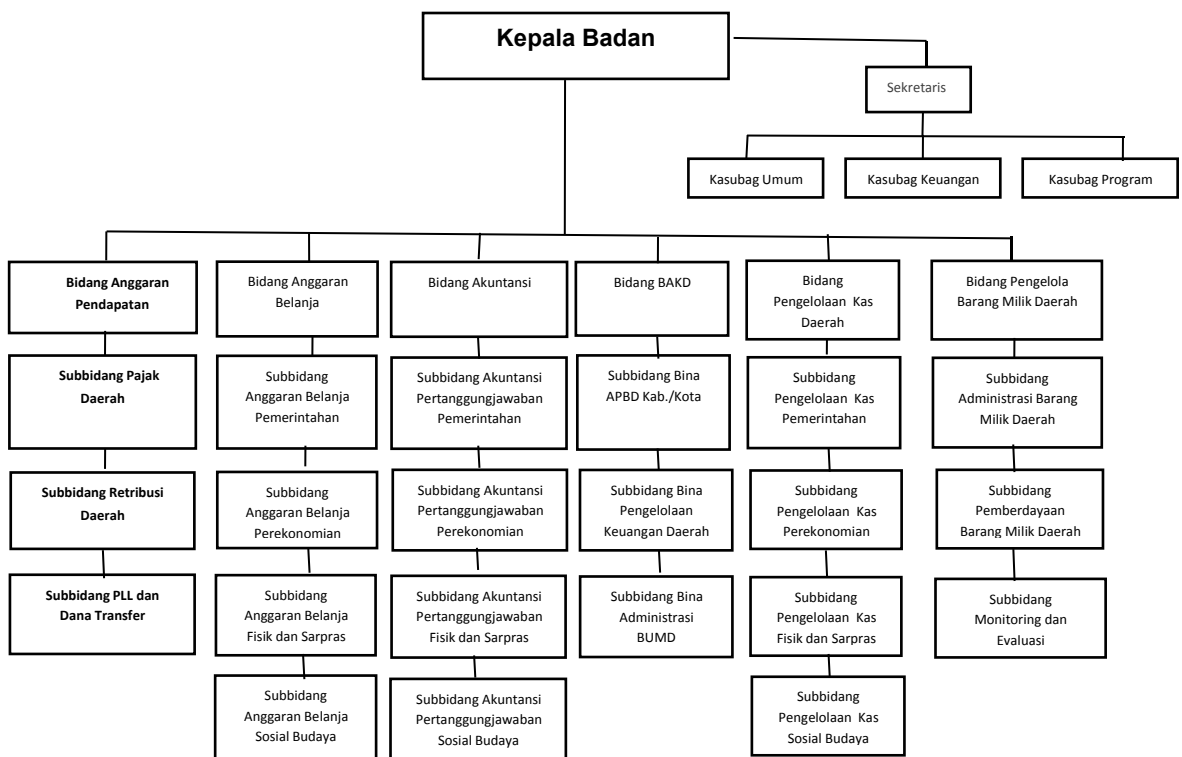 Kepala Badan
Sekretaris
Kasubag Umum
Kasubag Keuangan
Kasubag Program
Bidang Anggaran
Pendapatan
Bidang Anggaran
Belanja
Bidang Akuntansi
Bidang BAKD
Bidang
Pengelolaan Kas
Daerah
Bidang Pengelola
Barang Milik Daerah
Subbidang Pajak
Daerah
Subbidang
Anggaran Belanja
Pemerintahan
Subbidang Akuntansi
Pertanggungjawaban
Pemerintahan
Subbidang Bina
APBD Kab./Kota
Subbidang
Pengelolaan Kas
Pemerintahan
Subbidang
Administrasi Barang
Milik Daerah
Subbidang Retribusi
Daerah
Subbidang
Anggaran Belanja
Perekonomian
Subbidang Akuntansi
Pertanggungjawaban
Perekonomian
Subbidang Bina
Pengelolaan
Keuangan Daerah
Subbidang
Pengelolaan Kas
Perekonomian
Subbidang
Pemberdayaan
Barang Milik Daerah
Subbidang PLL dan
Dana Transfer
Subbidang
Anggaran Belanja
Fisik dan Sarpras
Subbidang Akuntansi
Pertanggungjawaban
Fisik dan Sarpras
Subbidang Bina
Administrasi
BUMD
Subbidang
Pengelolaan Kas
Fisik dan Sarpras
Subbidang
Monitoring dan
Evaluasi
Subbidang
Anggaran Belanja
Sosial Budaya
Subbidang Akuntansi
Pertanggungjawaban
Sosial Budaya
Subbidang
Pengelolaan Kas
Sosial Budaya